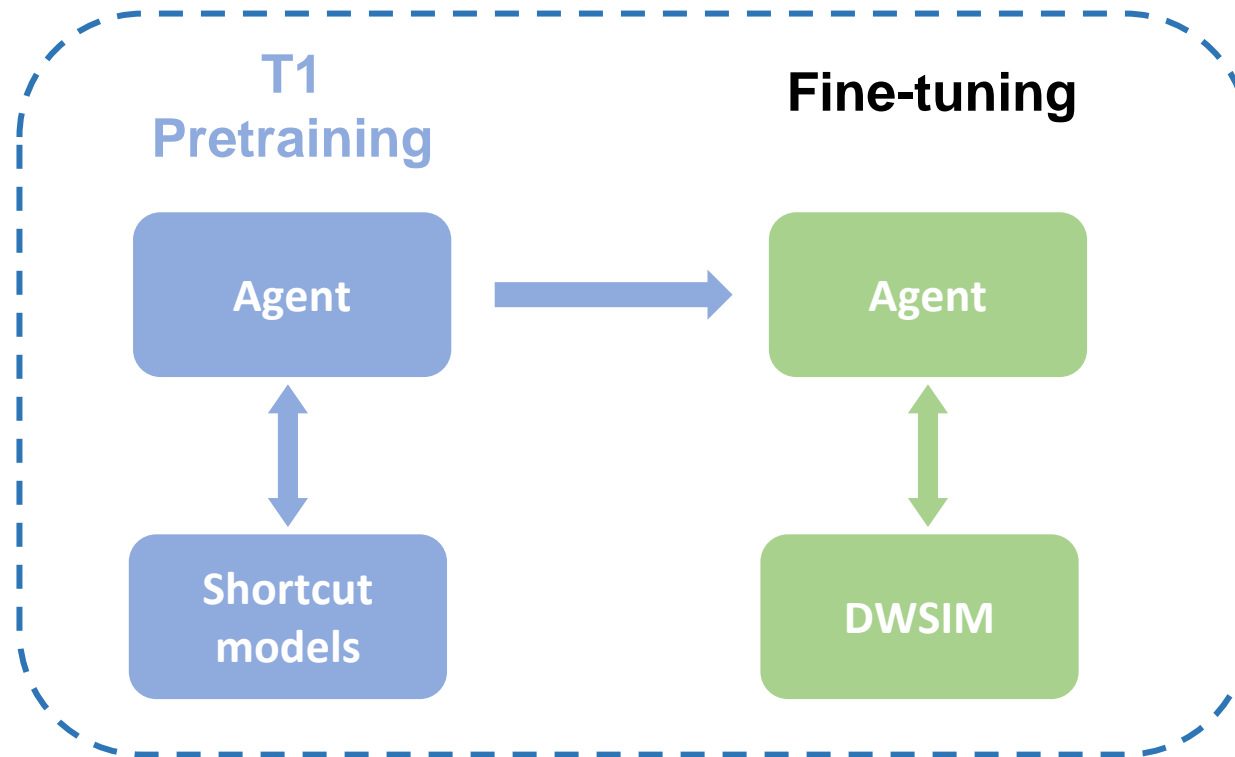 T1
Pretraining
Fine-tuning
Agent
Agent
Shortcut
models
DWSIM